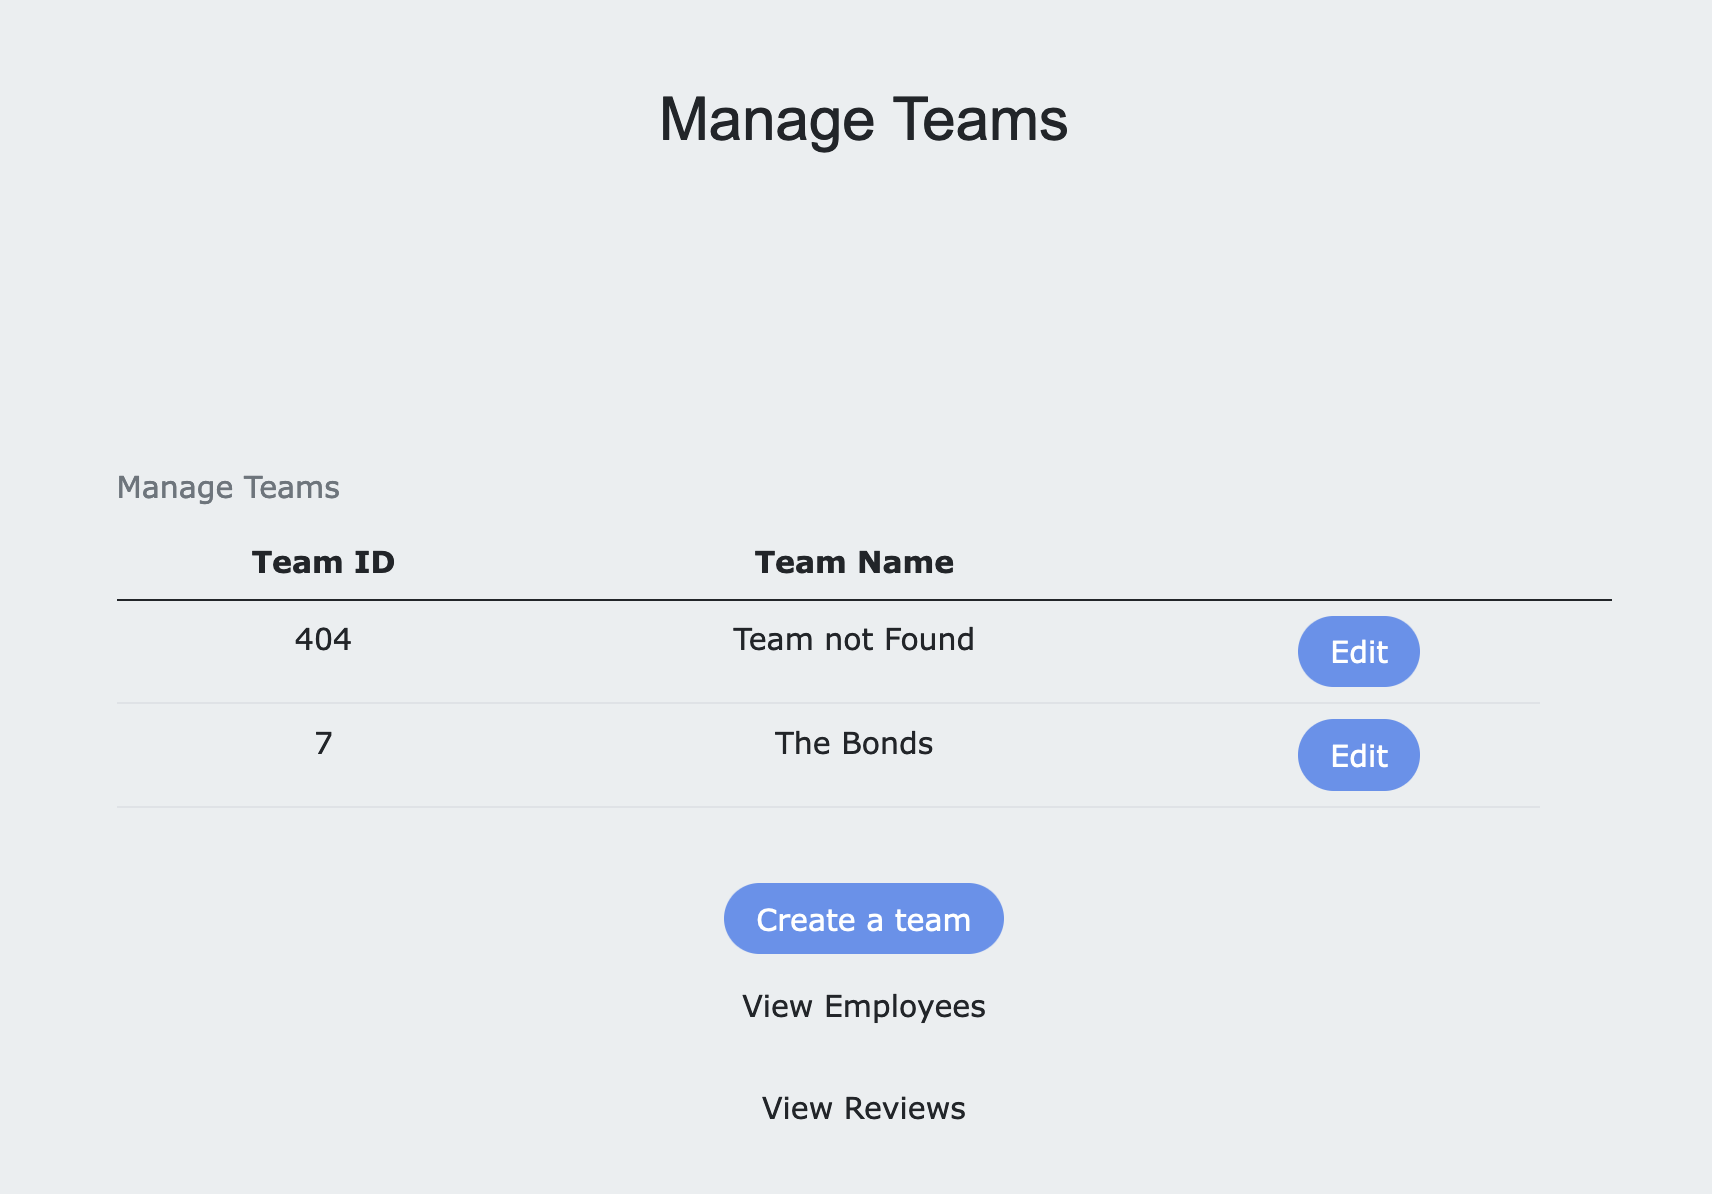 Manage Teams
Manage Teams
Team ID Team Name
404 Team not Found Edit
7 The Bonds Edit
Create a team
View Employees
View Reviews